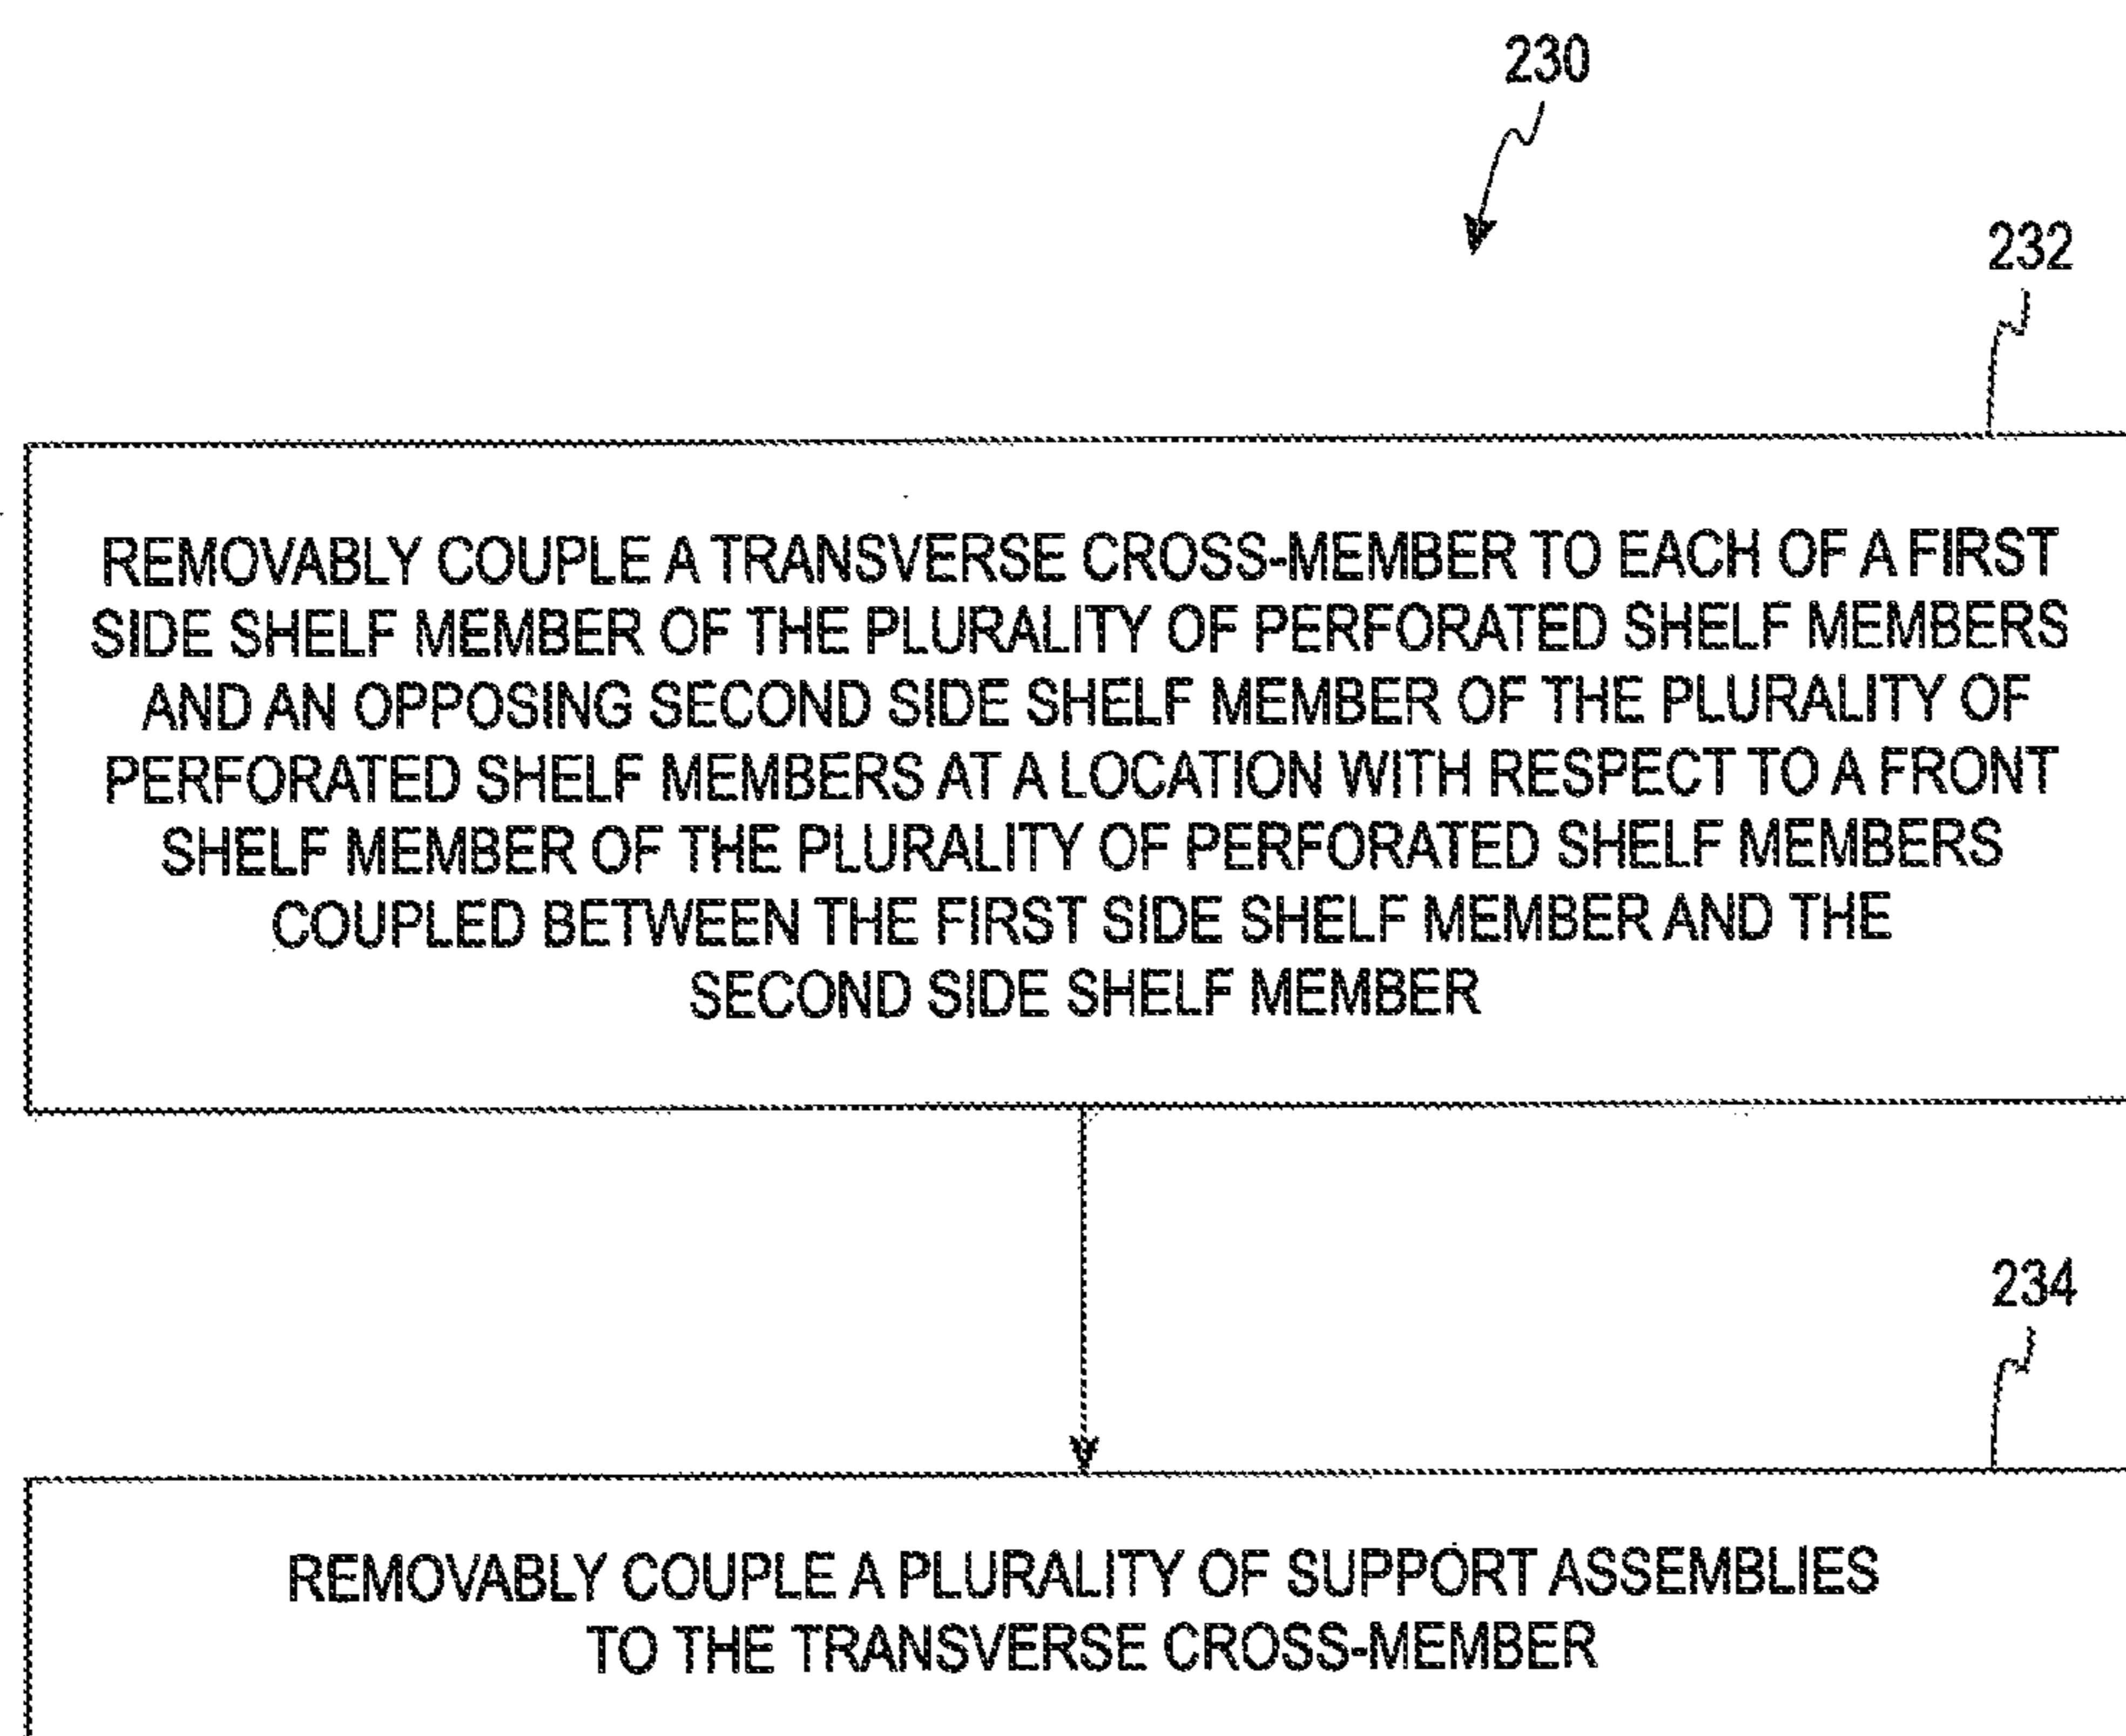 230
232
REMOVABLY COUPLE A TRANSVERSE CROSS-MEMBER TO EACH OF A FIRST
SIDE SHELF MEMBER OF THE PLURALITY OF PERFORATED SHELF MEMBERS
AND AN OPPOSING SECOND SIDE SHELF MEMBER OF THE PLURALITY OF
PERFORATED SHELF MEMBERS AT A LOCATION WITH RESPECT TO A FRONT
SHELF MEMBER OF THE PLURALITY OF PERFORATED SHELF MEMBERS
COUPLED BETWEEN THE FIRST SIDE SHELF MEMBER AND THE
SECOND SIDE SHELF MEMBER
234
REMOVABLY COUPLE A PLURALITY OF SUPPORT ASSEMBLIES
TO THE TRANSVERSE CROSS-MEMBER